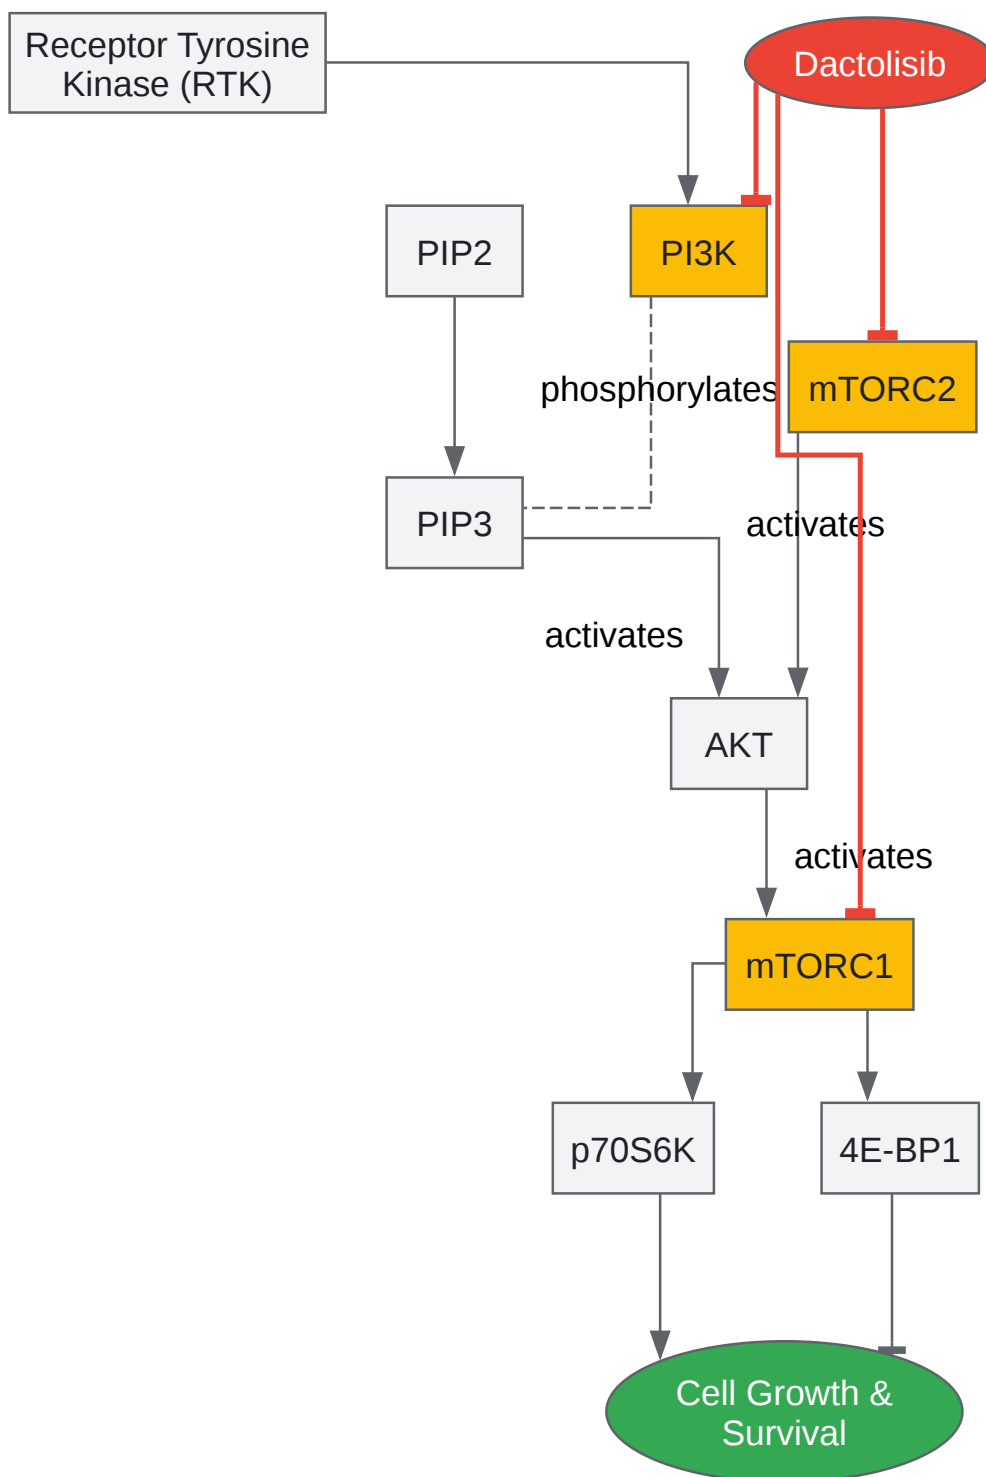 Receptor Tyrosine
Kinase (RTK)
Dactolisib
PIP2
PI3K
phosphorylates
mTORC2
PIP3
activates
activates
AKT
activates
mTORC1
p70S6K
4E-BP1
Cell Growth &
Survival